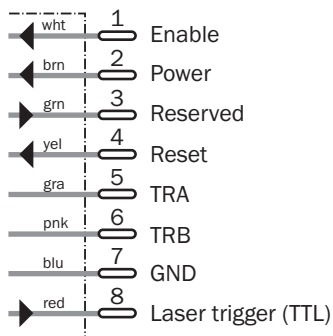 wht 1 Enable
brn 2 Power
grn 3 Reserved
yel 4 Reset
gra 5 TRA
pnk 6 TRB
blu 7 GND
red 8 Laser trigger (TTL)